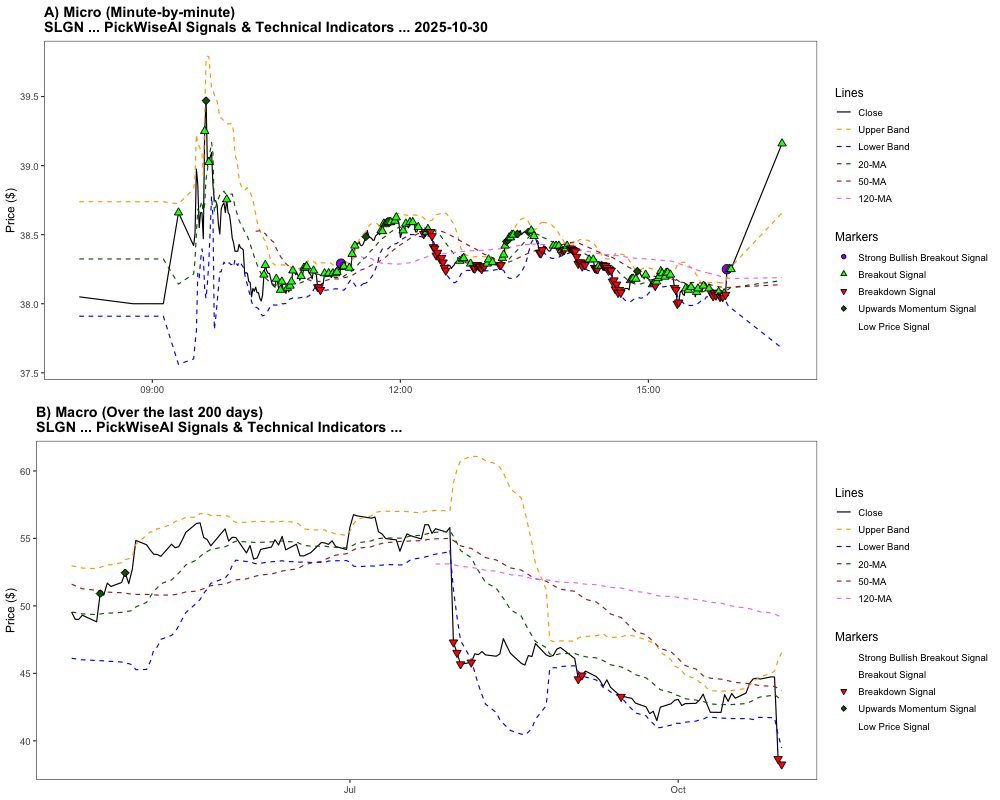 A) Micro (Minute-by-minute)
SLGN ... PickWiseAI Signals & Technical Indicators ... 2025-10-30
Price ($)
39.5
39.0
38.5
38.0
37.5
09:00
12:00
15:00
Lines
Close
Upper Band
Lower Band
20-MA
50-MA
120-MA
Markers
Strong Bullish Breakout Signal
Breakout Signal
Breakdown Signal
Upwards Momentum Signal
Low Price Signal
B) Macro (Over the last 200 days)
SLGN ... PickWiseAI Signals & Technical Indicators ...
Price ($)
60
55
50
45
40
Jul
Oct
Lines
Close
Upper Band
Lower Band
20-MA
50-MA
120-MA
Markers
Strong Bullish Breakout Signal
Breakout Signal
Breakdown Signal
Upwards Momentum Signal
Low Price Signal